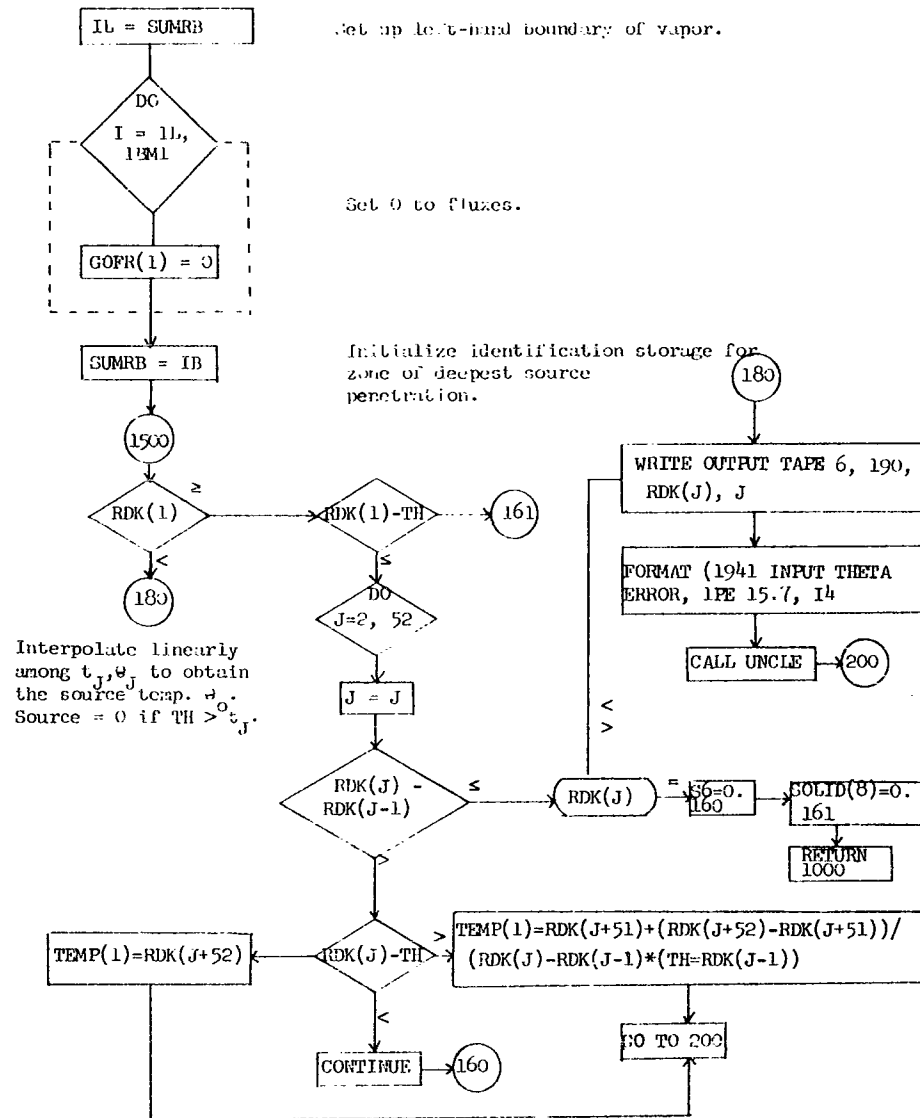 IL = SUMRB
Set up left-hand boundary of vapor.
DO
I = IL,
IBM1
Set 0 to fluxes.
GOFR(1) = 0
SUMRB = IB
Initialize identification storage for
zone of deepest source
penetration.
180
1500
WRITE OUTPUT TAPE 6, 190,
RDK(J), J
RDK(1)
≥
RDK(1)-TH
161
<
180
≤
FORMAT (1941 INPUT THETA
ERROR, 1PE 15.7, I4
DO
J=2, 52
CALL UNCLE
200
Interpolate linearly
among t_J, θ_J to obtain
the source temp. θ_o.
Source = 0 if TH > t_J.
J = J
<
>
RDK(J) -
RDK(J-1)
≤
RDK(J)
=
S6=0.
160
SOLID(8)=0.
161
RETURN
1000
>
TEMP(1)=RDK(J+52)
RDK(J)-TH
>
TEMP(1)=RDK(J+51)+(RDK(J+52)-RDK(J+51))/
(RDK(J)-RDK(J-1)*(TH=RDK(J-1))
<
GO TO 200
CONTINUE
160